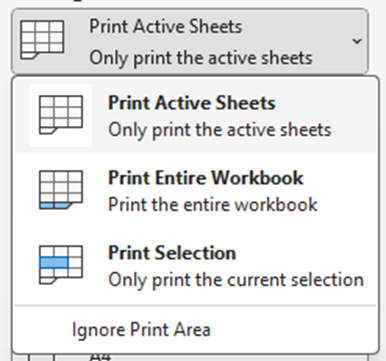 Print Active Sheets
Only print the active sheets
Print Active Sheets
Only print the active sheets
Print Entire Workbook
Print the entire workbook
Print Selection
Only print the current selection
Ignore Print Area
A4